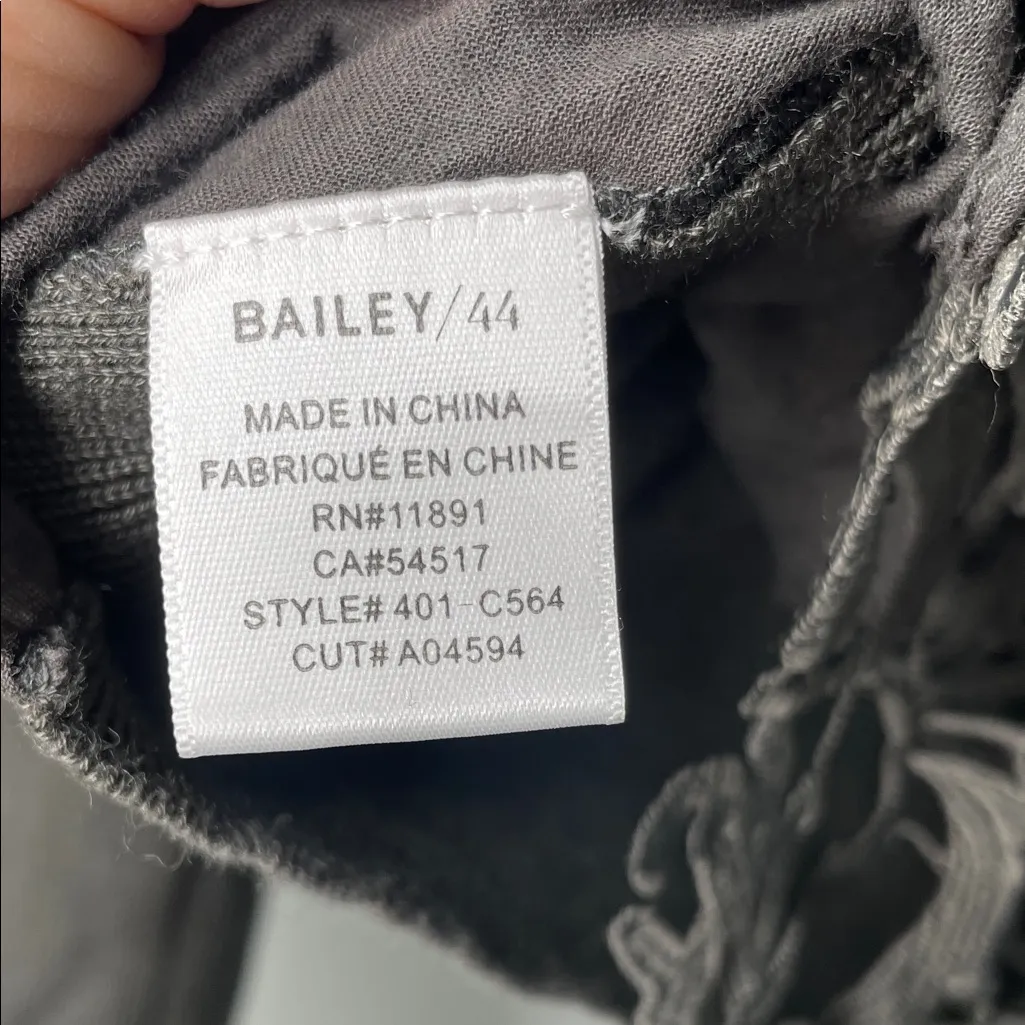 BAILEY/44
MADE IN CHINA
FABRIQUÉ EN CHINE
RN#11891
CA#54517
STYLE# 401-C564
CUT# A04594